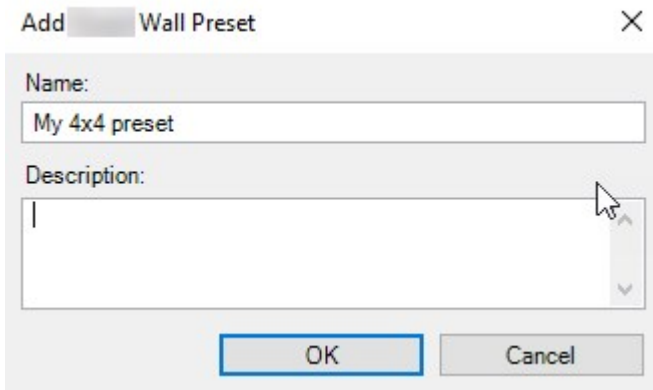 Add Wall Preset
Name:
My 4x4 preset
Description:
OK
Cancel